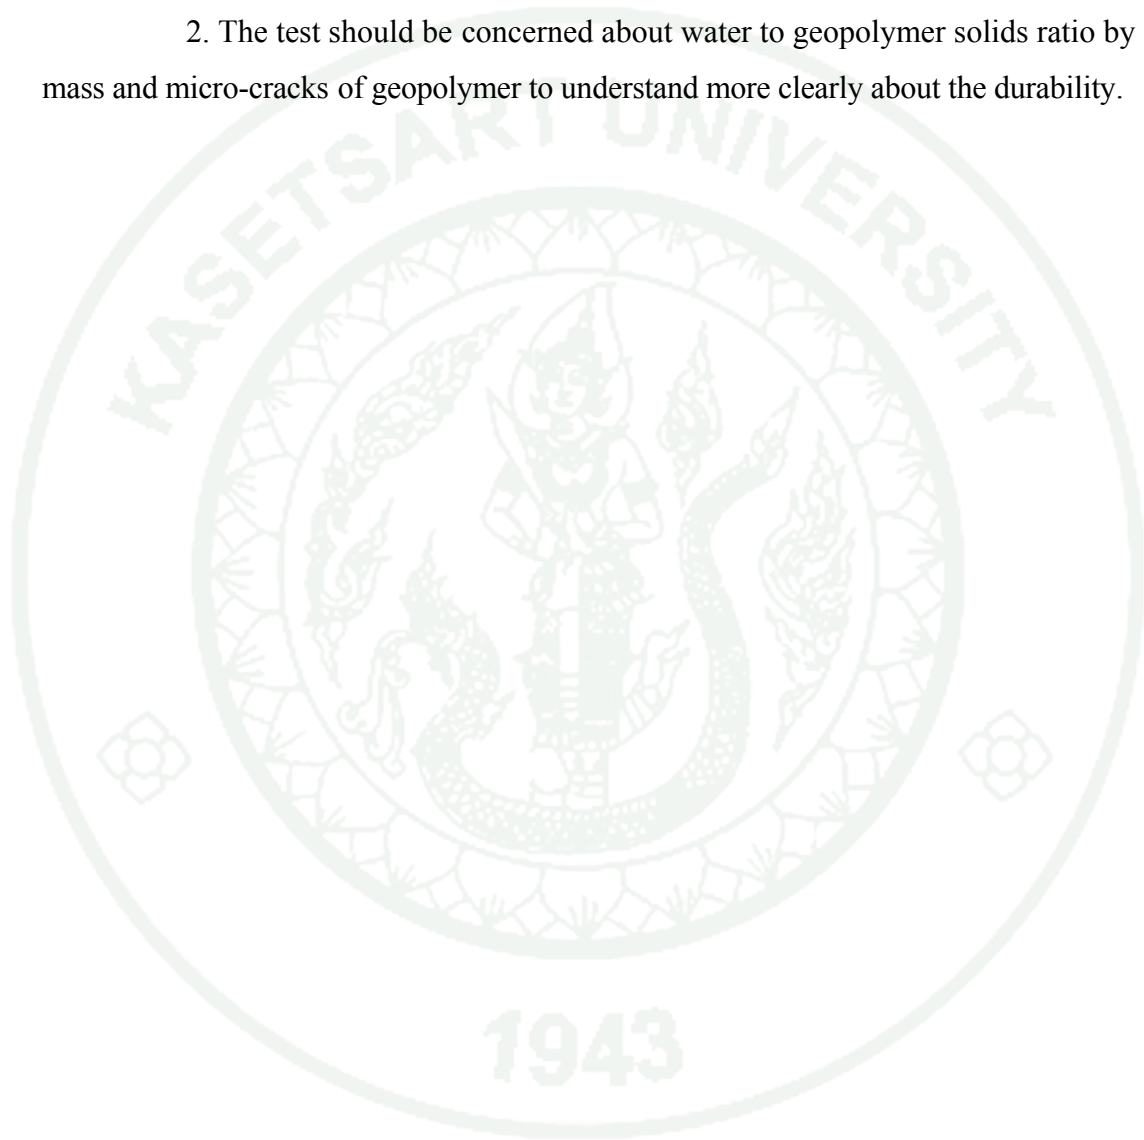 2. The test should be concerned about water to geopolymer solids ratio by
mass and micro-cracks of geopolymer to understand more clearly about the durability.
KASETSART UNIVERSITY
1943